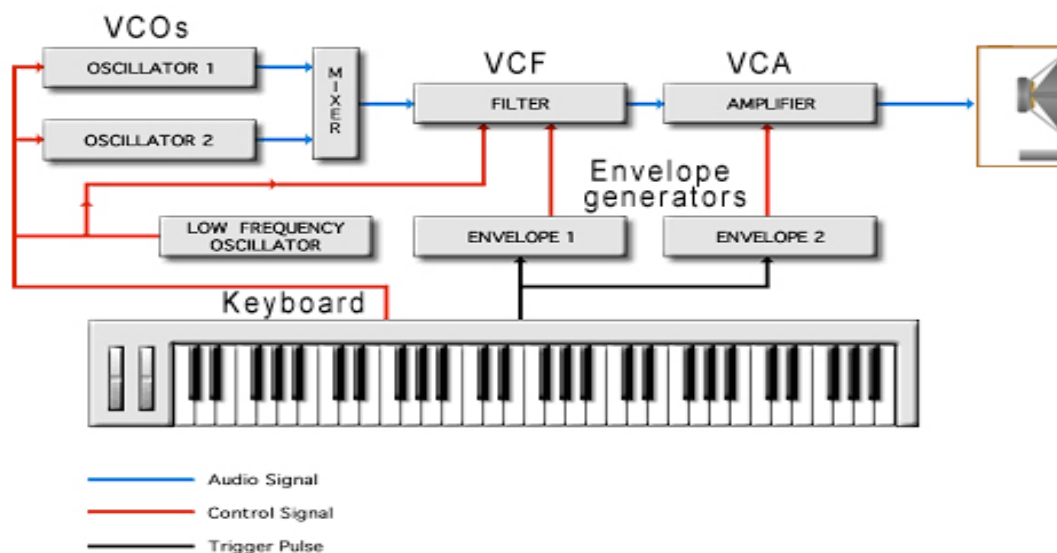 VCOs
OSCILLATOR 1
OSCILLATOR 2
MIXER
VCF
FILTER
VCA
AMPLIFIER
Envelope
generators
LOW FREQUENCY
OSCILLATOR
ENVELOPE 1
ENVELOPE 2
Keyboard
Audio Signal
Control Signal
Trigger Pulse